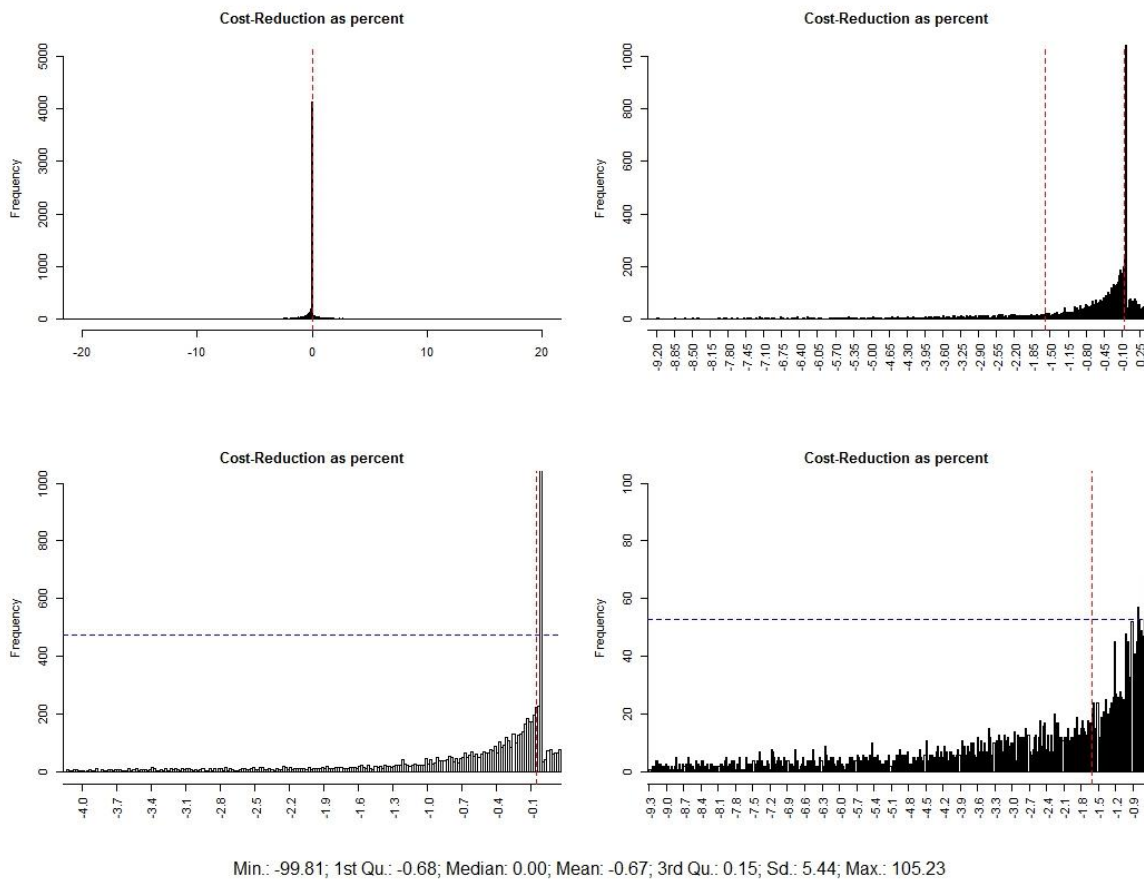 Cost-Reduction as percent
Frequency
5000
4000
3000
2000
1000
0
-20 -10 0 10 20
Cost-Reduction as percent
Frequency
1000
800
600
400
200
0
-9.20 -8.85 -8.50 -8.15 -7.80 -7.45 -7.10 -6.75 -6.40 -6.05 -5.70 -5.35 -5.00 -4.65 -4.30 -3.95 -3.60 -3.25 -2.90 -2.55 -2.20 -1.85 -1.50 -1.15 -0.80 -0.45 -0.10 0.25
Cost-Reduction as percent
Frequency
1000
800
600
400
200
0
-4.0 -3.7 -3.4 -3.1 -2.8 -2.5 -2.2 -1.9 -1.6 -1.3 -1.0 -0.7 -0.4 -0.1
Cost-Reduction as percent
Frequency
100
80
60
40
20
0
-9.3 -9.0 -8.7 -8.4 -8.1 -7.8 -7.5 -7.2 -6.9 -6.6 -6.3 -6.0 -5.7 -5.4 -5.1 -4.8 -4.5 -4.2 -3.9 -3.6 -3.3 -3.0 -2.7 -2.4 -2.1 -1.8 -1.5 -1.2 -0.9
Min.: -99.81; 1st Qu.: -0.68; Median: 0.00; Mean: -0.67; 3rd Qu.: 0.15; Sd.: 5.44; Max.: 105.23